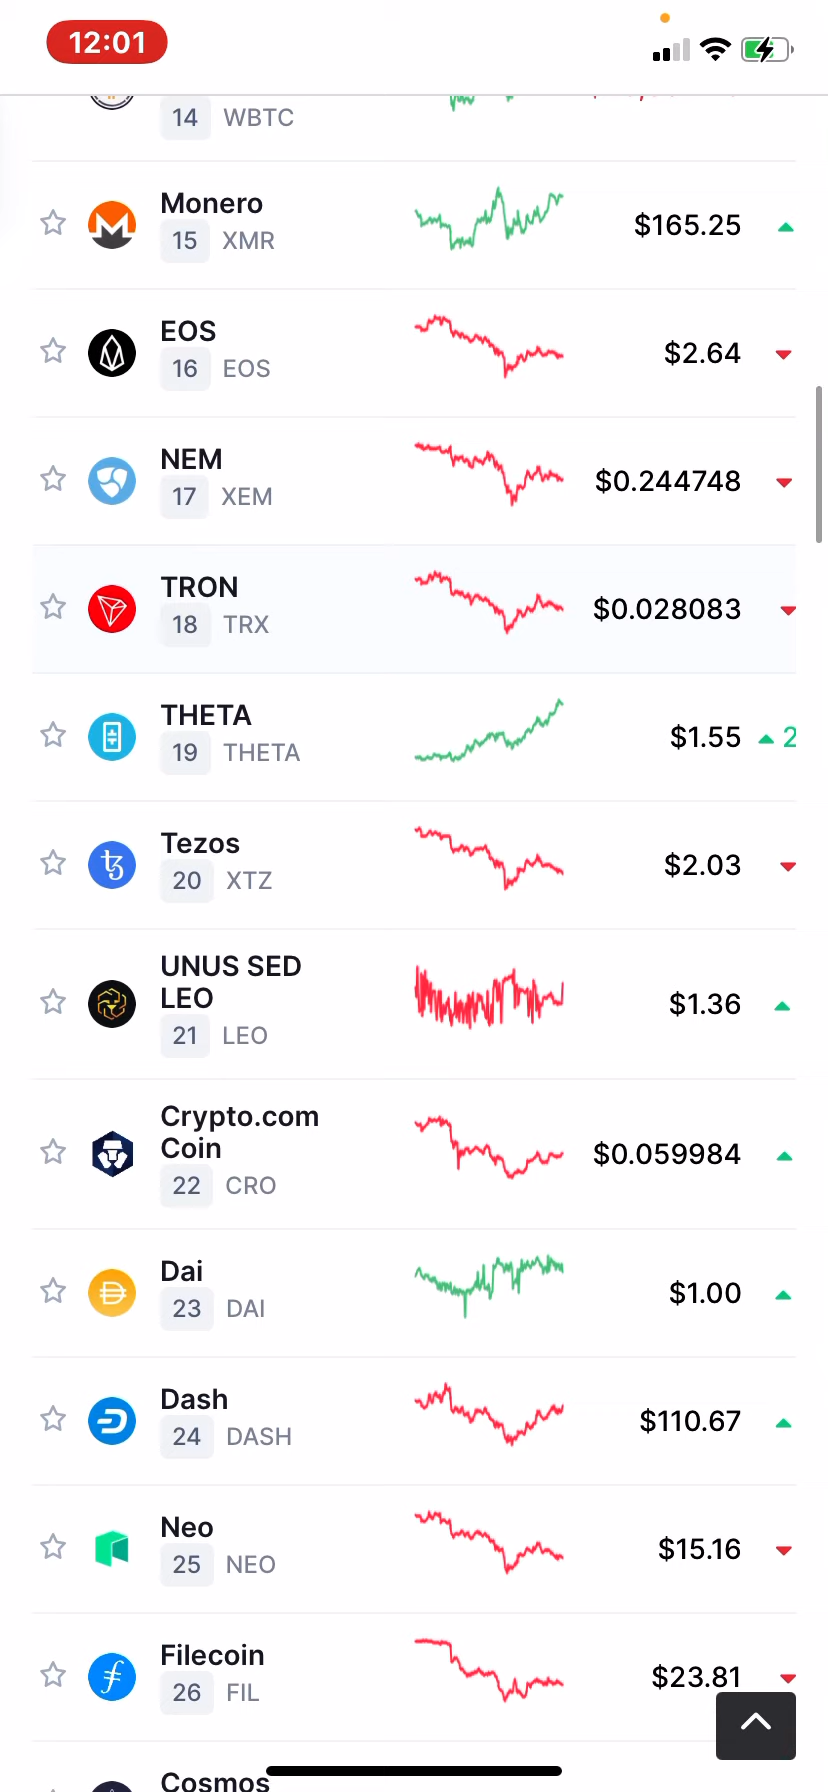 12:01
14 WBTC
Monero
15 XMR
$165.25
EOS
16 EOS
$2.64
NEM
17 XEM
$0.244748
TRON
18 TRX
$0.028083
THETA
19 THETA
$1.55 2
Tezos
20 XTZ
$2.03
UNUS SED
LEO
21 LEO
$1.36
Crypto.com
Coin
22 CRO
$0.059984
Dai
23 DAI
$1.00
Dash
24 DASH
$110.67
Neo
25 NEO
$15.16
Filecoin
26 FIL
$23.81
Cosmos